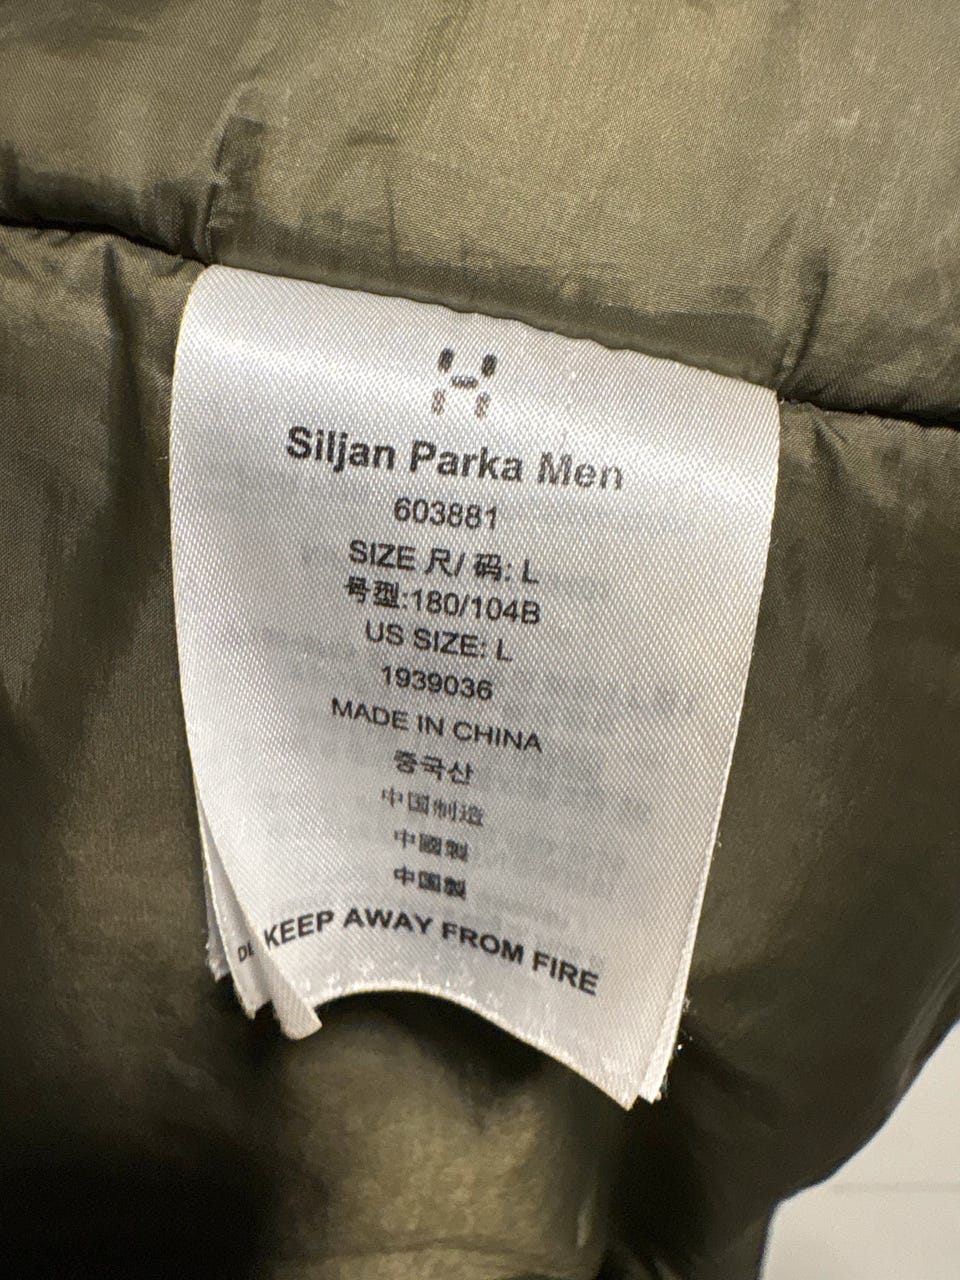 Siljan Parka Men
603881
SIZE 尺/ 码: L
号型:180/104B
US SIZE: L
1939036
MADE IN CHINA
중국산
中国制造
中國製
中国製
KEEP AWAY FROM FIRE